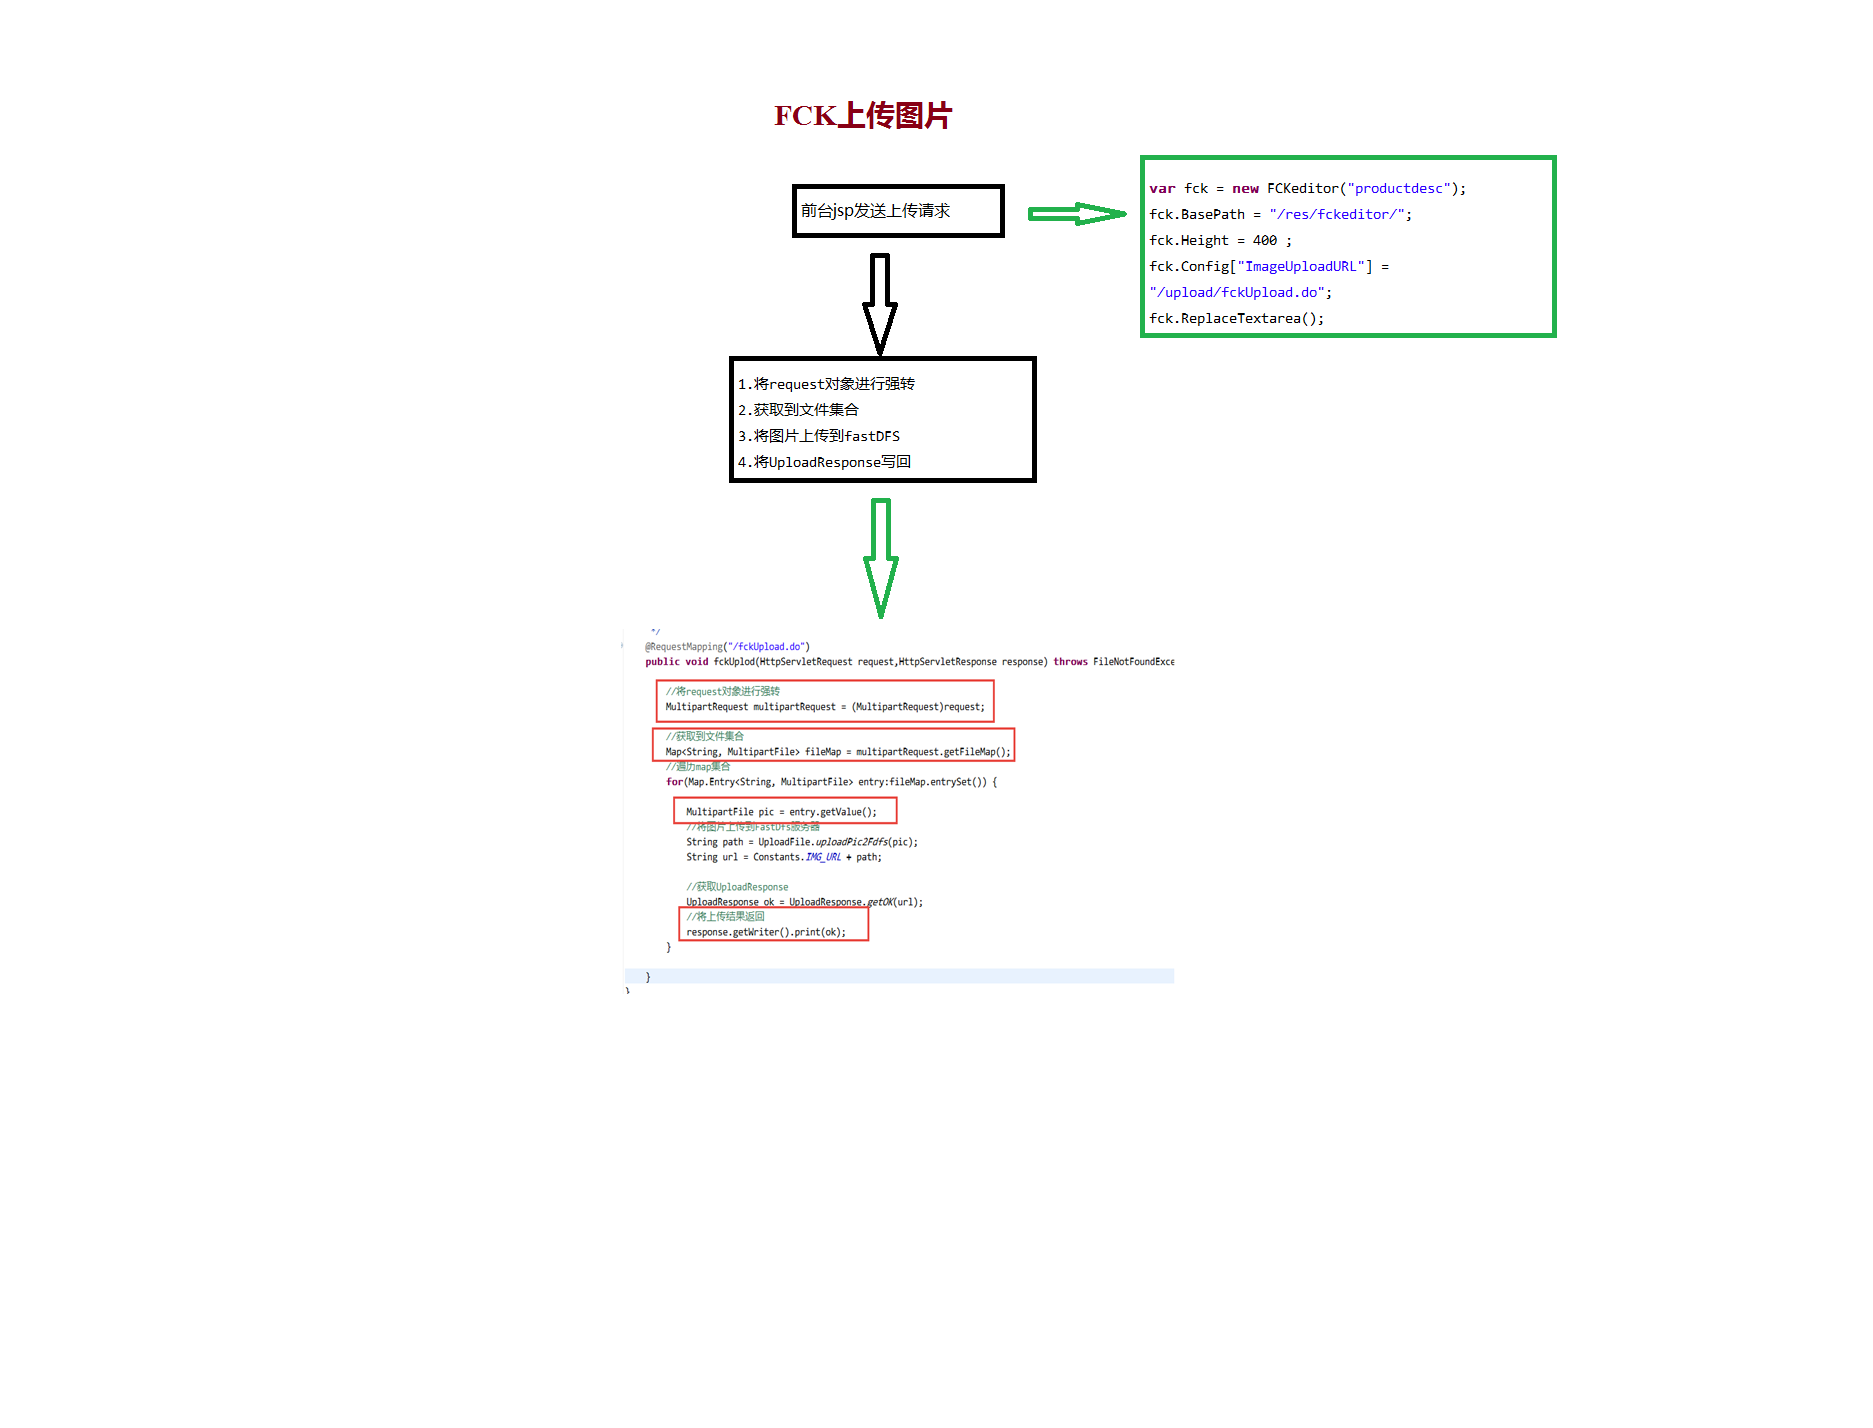 FCK上传图片
前台jsp发送上传请求
var fck = new FCKeditor("productdesc");
fck.BasePath = "/res/fckeditor/";
fck.Height = 400 ;
fck.Config["ImageUploadURL"] =
"/upload/fckUpload.do";
fck.ReplaceTextarea();
1.将request对象进行强转
2.获取到文件集合
3.将图片上传到fastDFS
4.将UploadResponse写回
*/
@RequestMapping("/fckUpload.do")
public void fckUplod(HttpServletRequest request,HttpServletResponse response) throws FileNotFoundExce
//将request对象进行强转
MultipartRequest multipartRequest = (MultipartRequest)request;
//获取到文件集合
Map<String, MultipartFile> fileMap = multipartRequest.getFileMap();
//遍历map集合
for(Map.Entry<String, MultipartFile> entry:fileMap.entrySet()) {
MultipartFile pic = entry.getValue();
//将图片上传到FastDfs服务器
String path = UploadFile.uploadPic2Fdfs(pic);
String url = Constants.IMG_URL + path;
//获取UploadResponse
UploadResponse ok = UploadResponse.getOK(url);
//将上传结果返回
response.getWriter().print(ok);
}
}
}